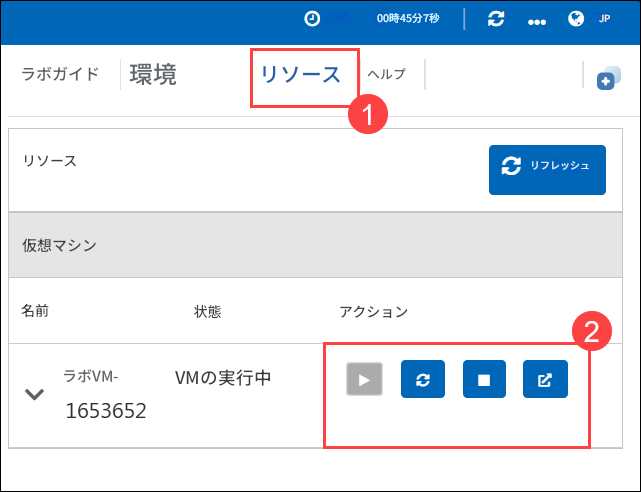 00時45分7秒 JP
ラボガイド 環境 リソース ヘルプ
1
リソース リフレッシュ
仮想マシン
名前 状態 アクション
2
ラボVM- VMの実行中
1653652